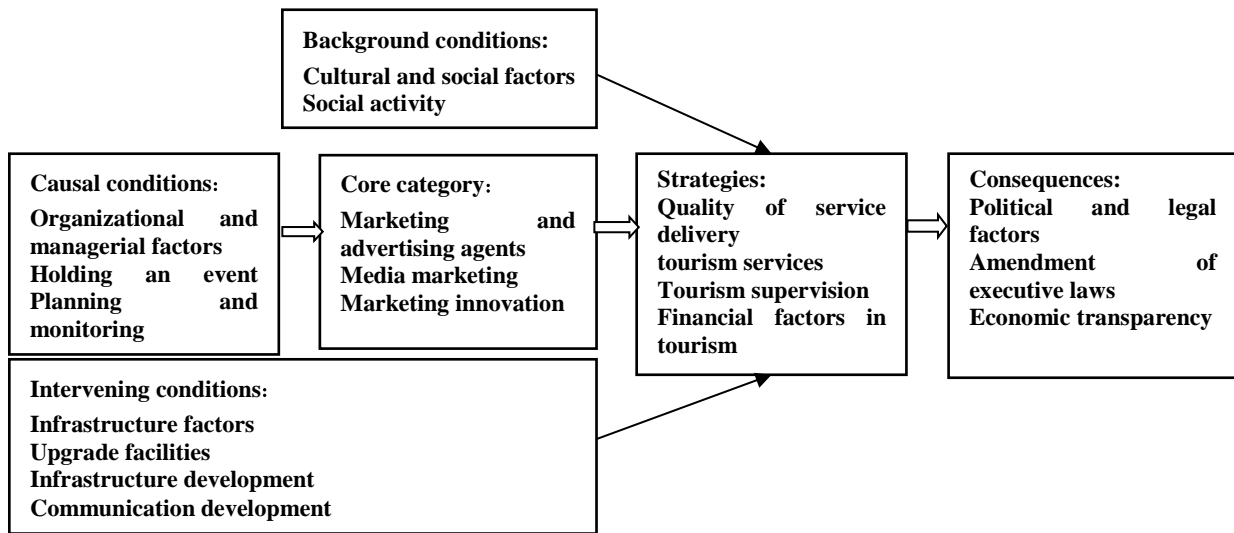 Background conditions:
Cultural and social factors
Social activity
Causal conditions：
Organizational and
managerial factors
Holding an event
Planning and
monitoring
Core category：
Marketing and
advertising agents
Media marketing
Marketing innovation
Strategies:
Quality of service
delivery
tourism services
Tourism supervision
Financial factors in
tourism
Consequences:
Political and legal
factors
Amendment of
executive laws
Economic transparency
Intervening conditions：
Infrastructure factors
Upgrade facilities
Infrastructure development
Communication development